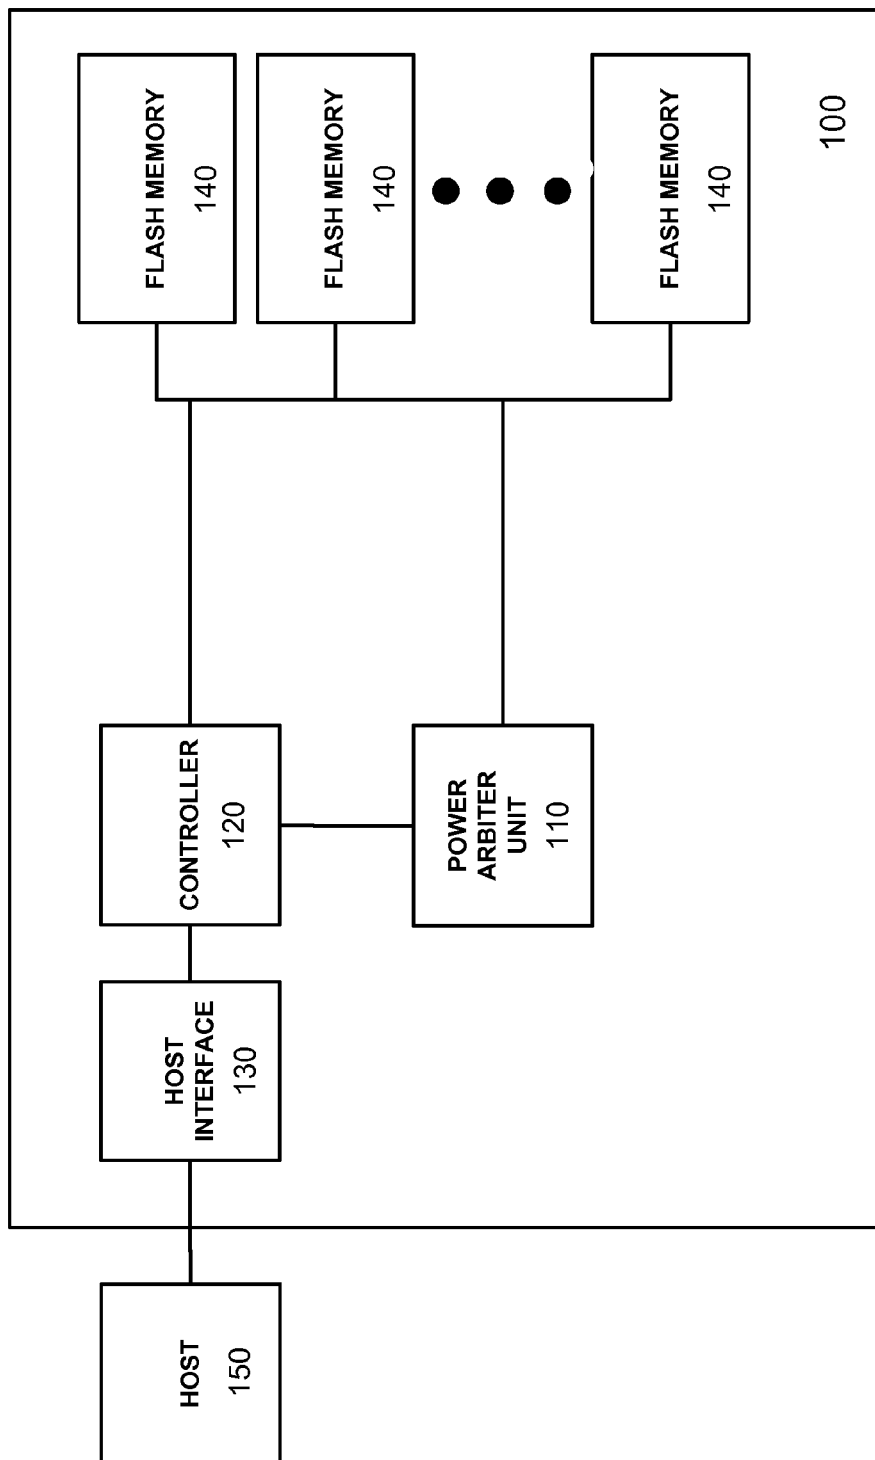 HOST
150
HOST
INTERFACE
130
CONTROLLER
120
FLASH MEMORY
140
FLASH MEMORY
140
POWER
ARBITER
UNIT
110
FLASH MEMORY
140
100